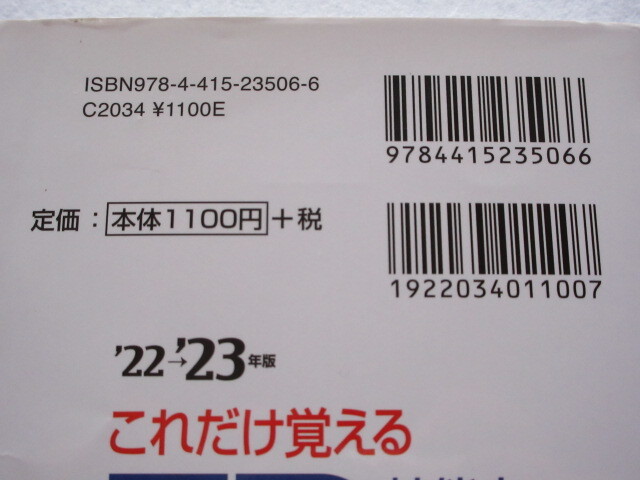 ISBN978-4-415-23506-6
C2034 ¥1100E
9784415235066
定価：本体1100円＋税
1922034011007
’22→’23年版
これだけ覚える